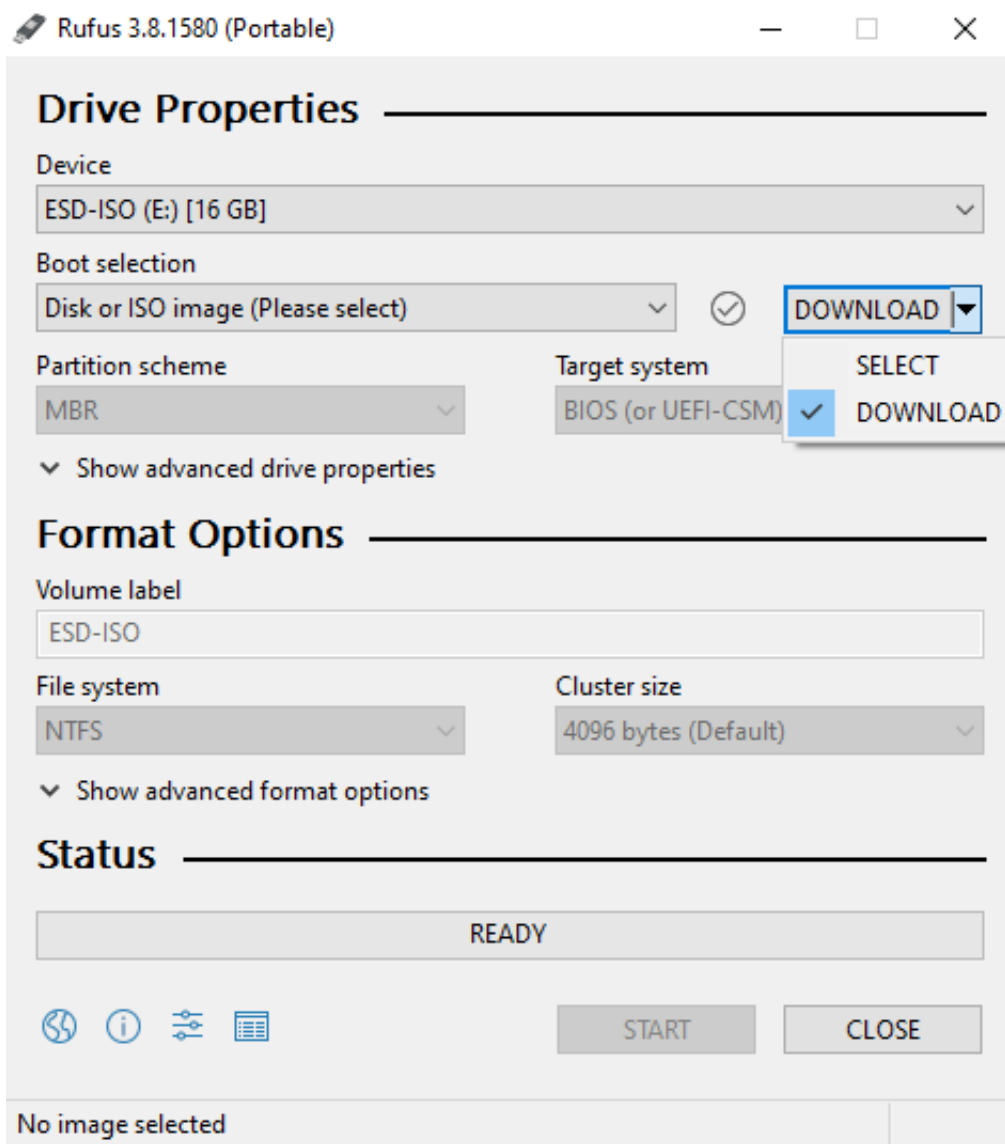 Rufus 3.8.1580 (Portable)
Drive Properties
Device
ESD-ISO (E:) [16 GB]
Boot selection
Disk or ISO image (Please select)
DOWNLOAD
SELECT
DOWNLOAD
Partition scheme
Target system
MBR
BIOS (or UEFI-CSM)
Show advanced drive properties
Format Options
Volume label
ESD-ISO
File system
Cluster size
NTFS
4096 bytes (Default)
Show advanced format options
Status
READY
START
CLOSE
No image selected